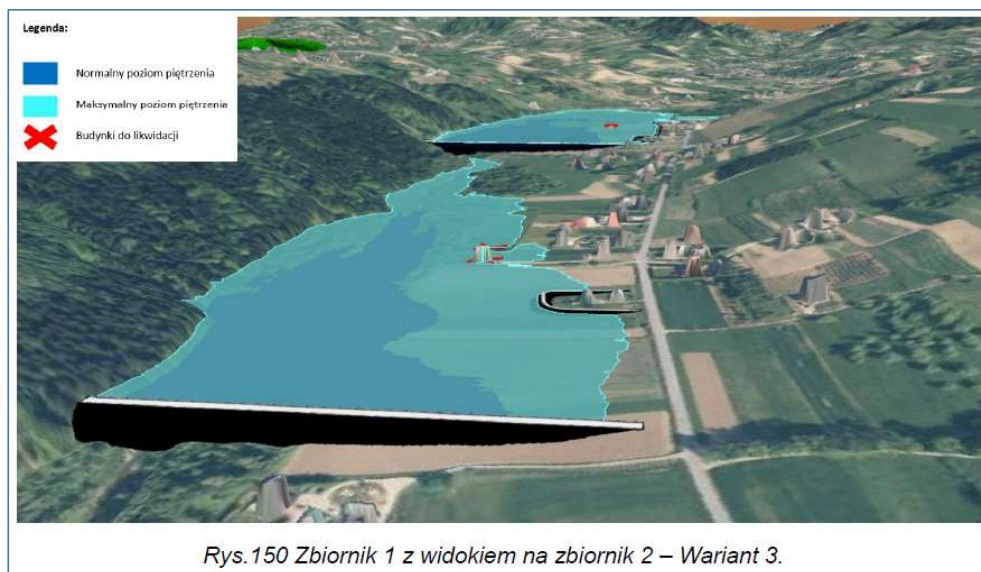 Legenda:
Normalny poziom piętrzenia
Maksymalny poziom piętrzenia
Budynki do likwidacji
Rys.150 Zbiornik 1 z widokiem na zbiornik 2 – Wariant 3.